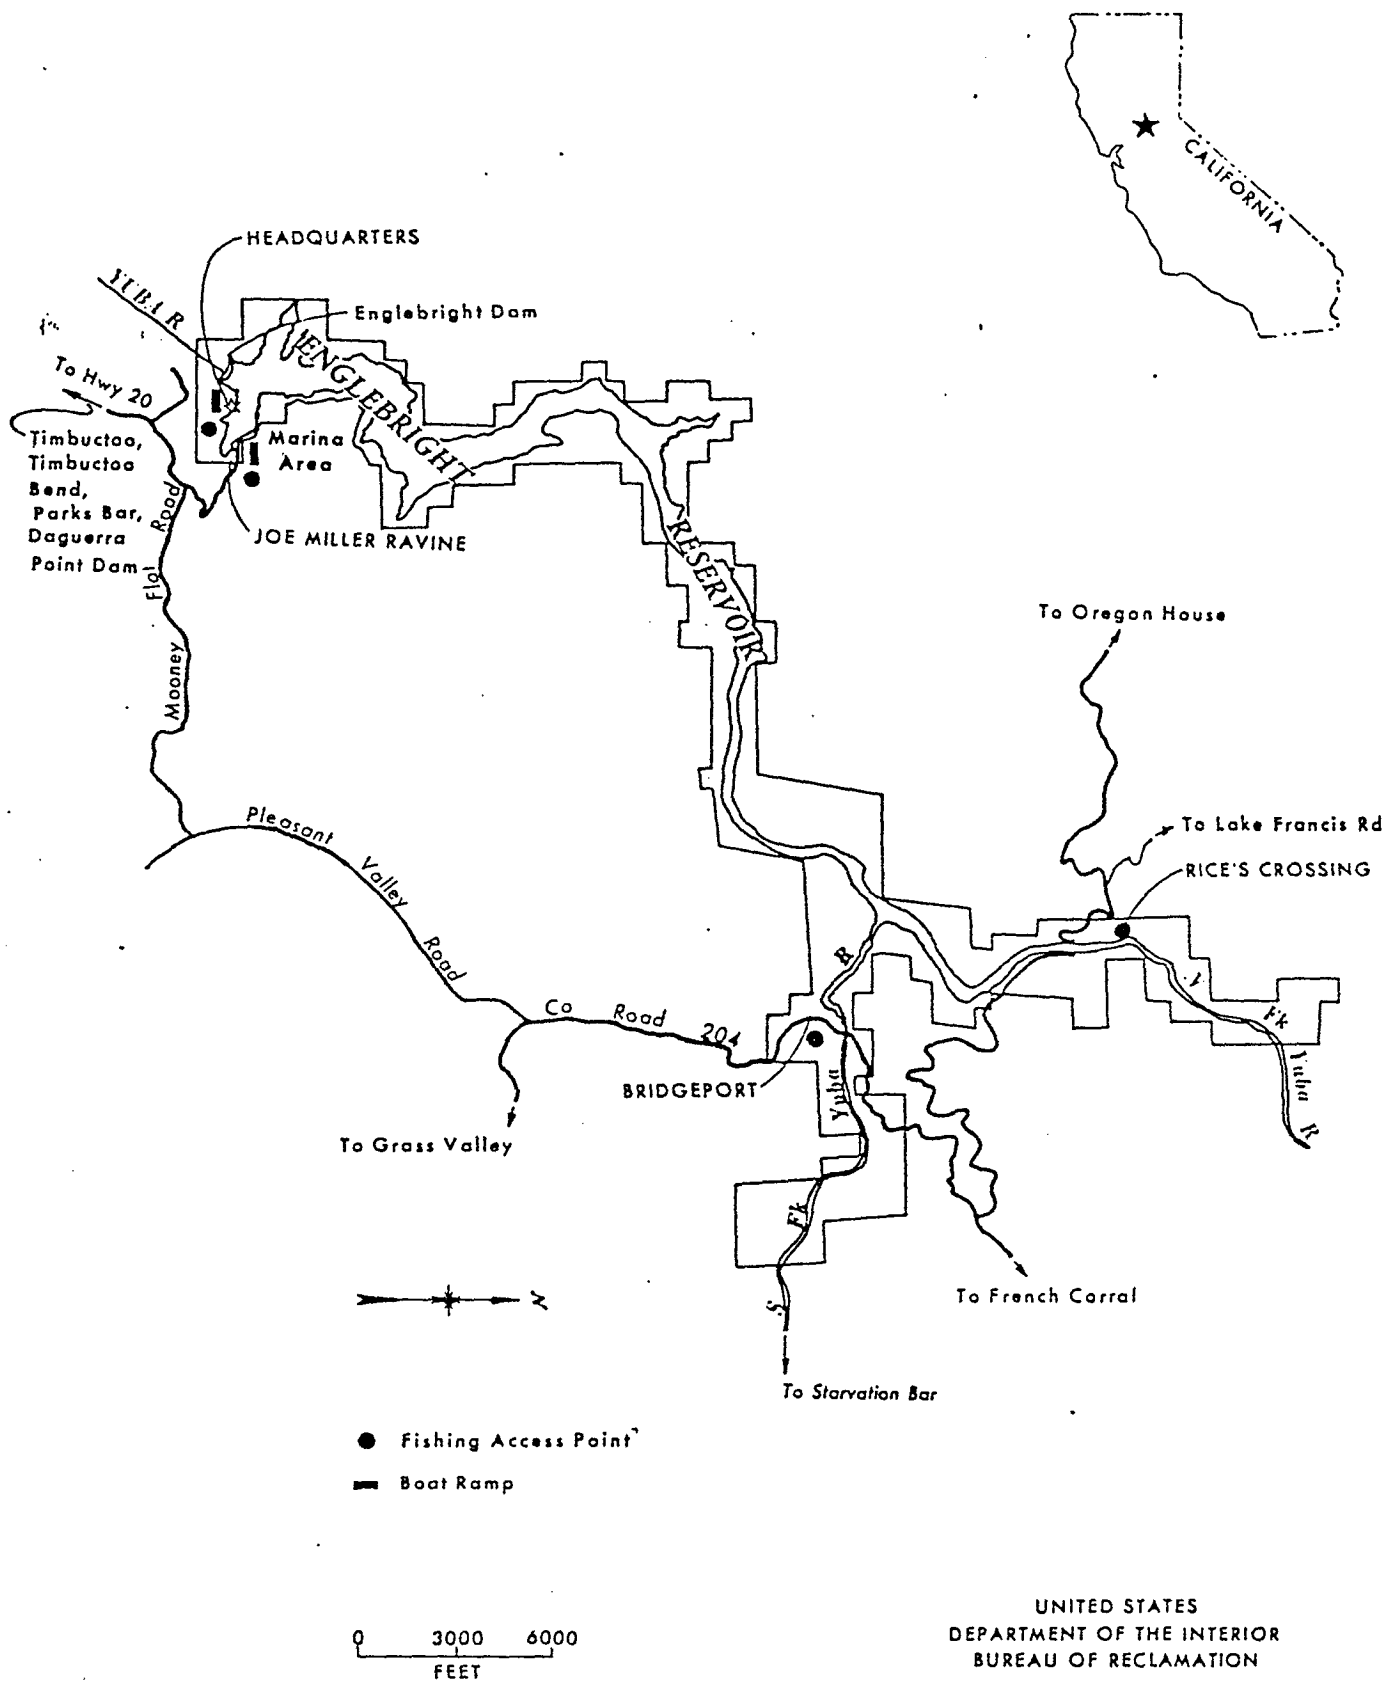 CALIFORNIA
HEADQUARTERS
YUBA R
Englebright Dam
To Hwy 20
ENGLEBRIGHT
Timbuctoo,
Timbuctoo
Bend,
Parks Bar,
Daguerra
Point Dam
Marina
Area
JOE MILLER RAVINE
Mooney Flat Road
RESERVOIR
To Oregon House
To Lake Francis Rd
RICE'S CROSSING
Pleasant Valley Road
Co Road 204
R
BRIDGEPORT
Yuba
Fk
S.
Fk
Yuba
R
To Grass Valley
To French Corral
To Starvation Bar
N
Fishing Access Point
Boat Ramp
0 3000 6000
FEET
UNITED STATES
DEPARTMENT OF THE INTERIOR
BUREAU OF RECLAMATION